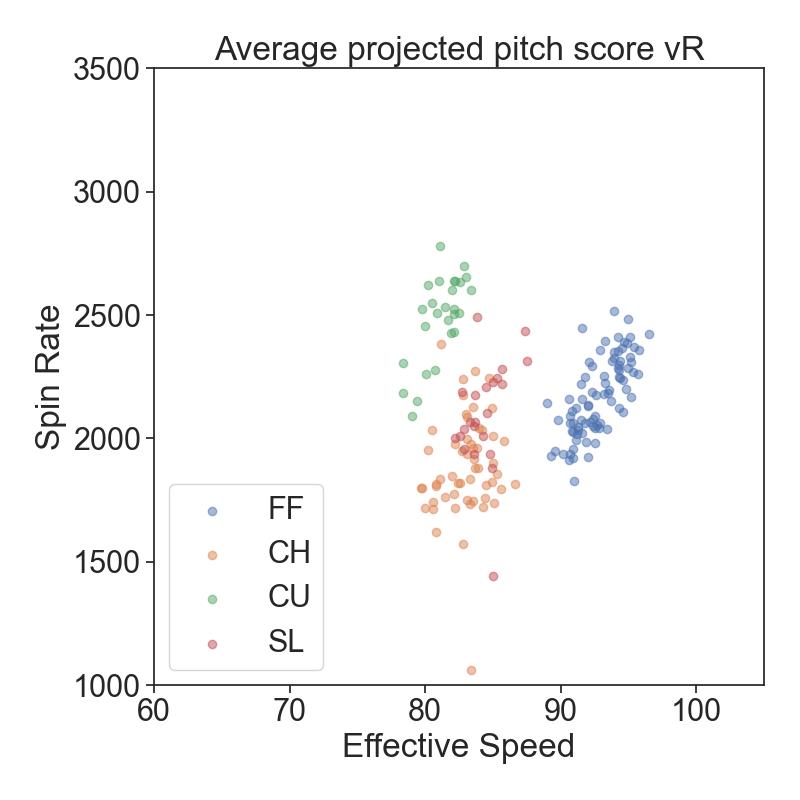 Average projected pitch score vR
3500
3000
2500
2000
1500
1000
Spin Rate
FF
CH
CU
SL
60 70 80 90 100
Effective Speed